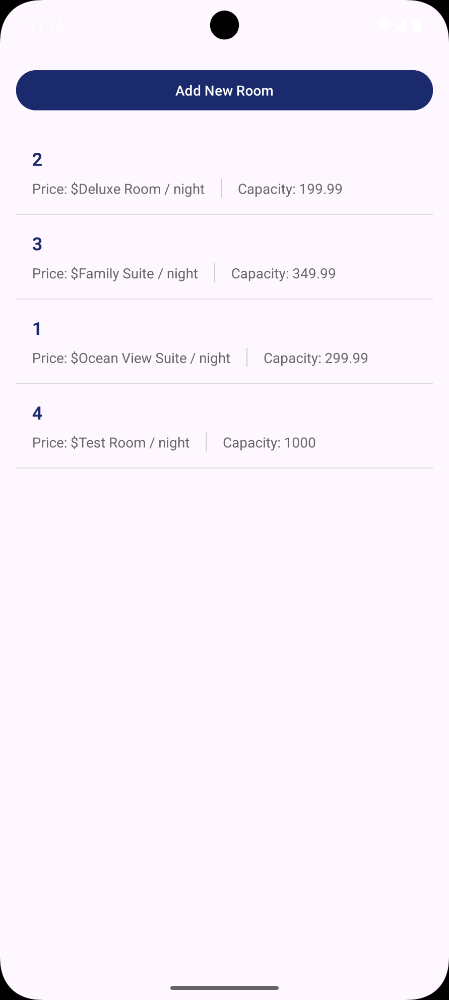 11:14
Add New Room
2
Price: $Deluxe Room / night Capacity: 199.99
3
Price: $Family Suite / night Capacity: 349.99
1
Price: $Ocean View Suite / night Capacity: 299.99
4
Price: $Test Room / night Capacity: 1000